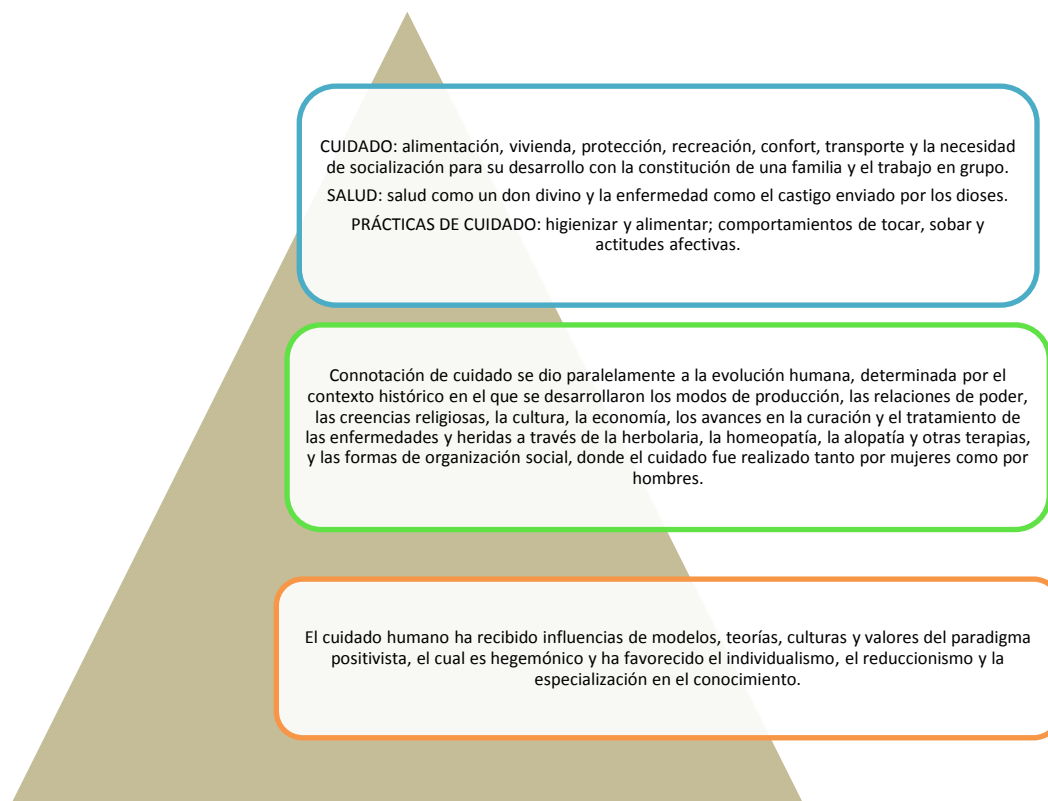 CUIDADO: alimentación, vivienda, protección, recreación, confort, transporte y la necesidad
de socialización para su desarrollo con la constitución de una familia y el trabajo en grupo.
SALUD: salud como un don divino y la enfermedad como el castigo enviado por los dioses.
PRÁCTICAS DE CUIDADO: higienizar y alimentar; comportamientos de tocar, sobar y
actitudes afectivas.
Connotación de cuidado se dio paralelamente a la evolución humana, determinada por el
contexto histórico en el que se desarrollaron los modos de producción, las relaciones de poder,
las creencias religiosas, la cultura, la economía, los avances en la curación y el tratamiento de
las enfermedades y heridas a través de la herbolaria, la homeopatía, la alopatía y otras terapias,
y las formas de organización social, donde el cuidado fue realizado tanto por mujeres como por
hombres.
El cuidado humano ha recibido influencias de modelos, teorías, culturas y valores del paradigma
positivista, el cual es hegemónico y ha favorecido el individualismo, el reduccionismo y la
especialización en el conocimiento.